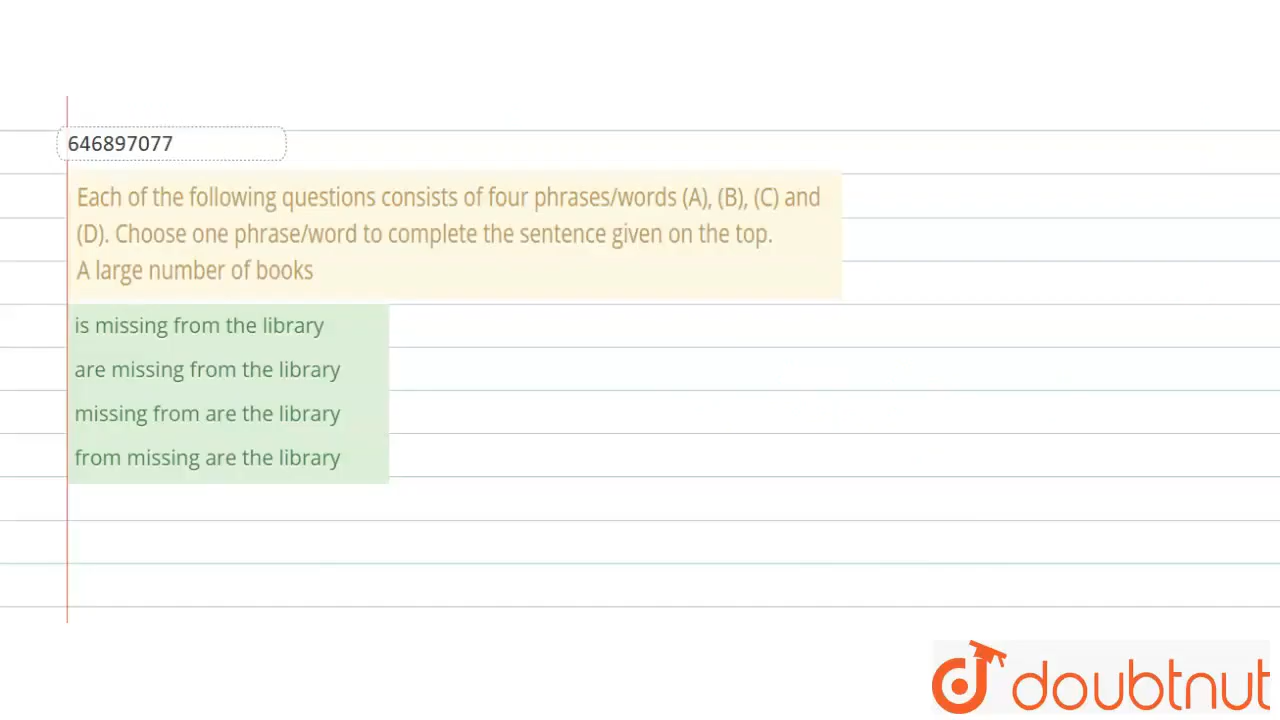 646897077
Each of the following questions consists of four phrases/words (A), (B), (C) and
(D). Choose one phrase/word to complete the sentence given on the top.
A large number of books
is missing from the library
are missing from the library
missing from are the library
from missing are the library
doubtnut